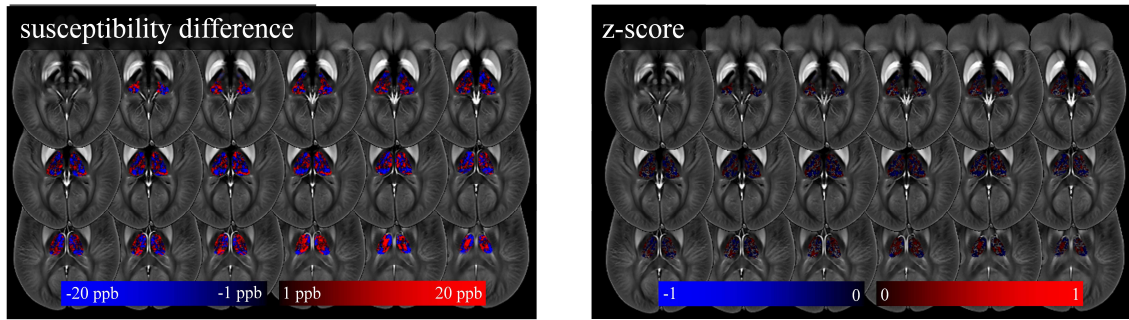 susceptibility difference
-20 ppb -1 ppb 1 ppb 20 ppb
z-score
-1 0 0 1